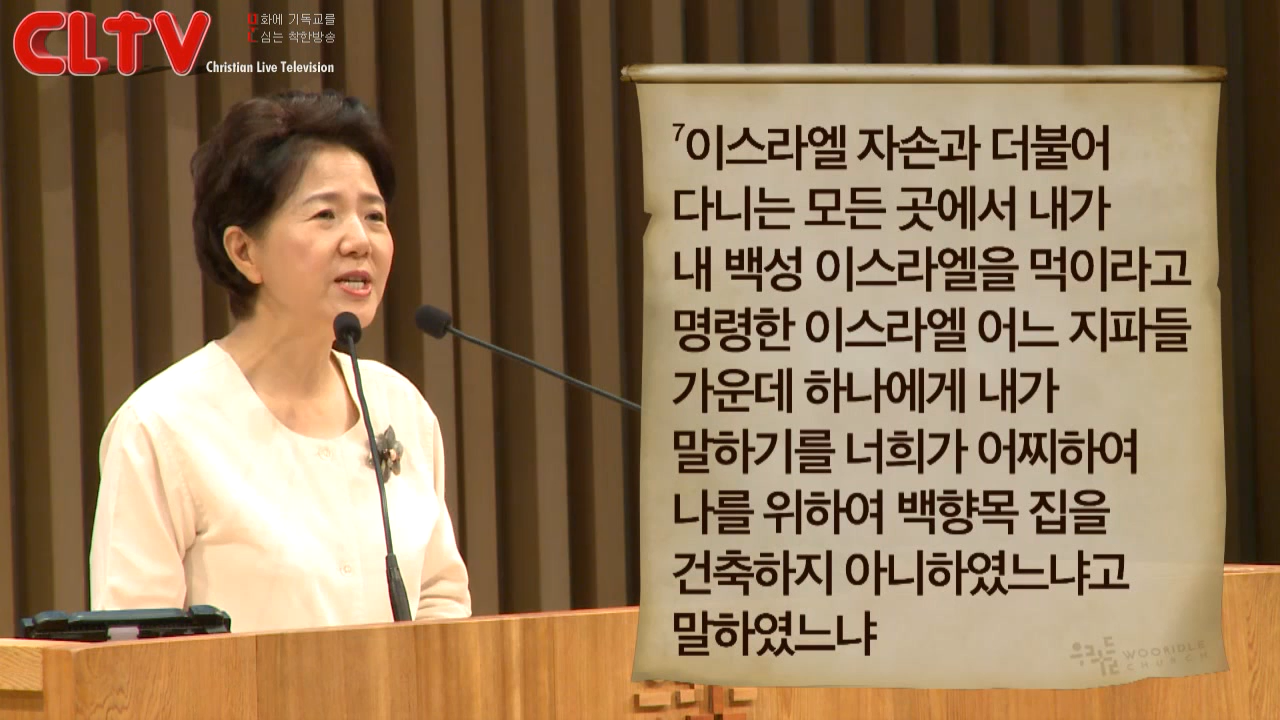 CLTV
문화에 기독교를
심는 착한방송
Christian Live Television
7이스라엘 자손과 더불어
다니는 모든 곳에서 내가
내 백성 이스라엘을 먹이라고
명령한 이스라엘 어느 지파들
가운데 하나에게 내가
말하기를 너희가 어찌하여
나를 위하여 백향목 집을
건축하지 아니하였느냐고
말하였느냐
우리들 WOORIDLE
CHURCH